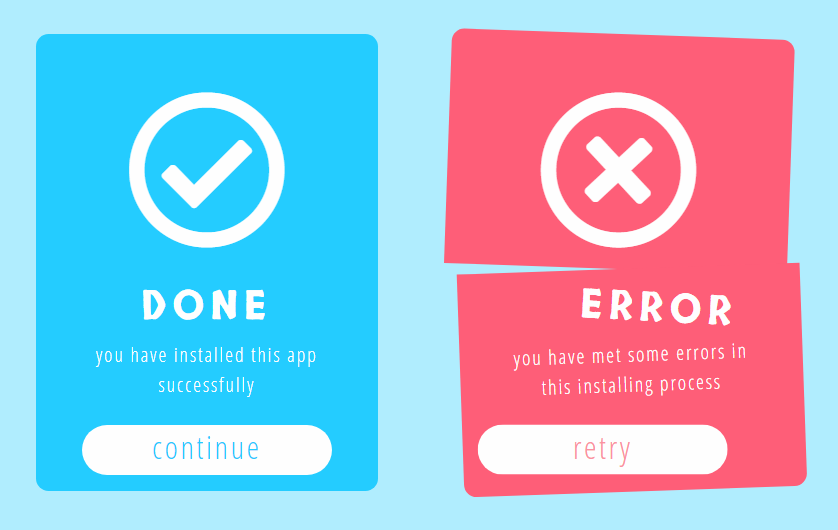 DONE
you have installed this app
successfully
continue
ERROR
you have met some errors in
this installing process
retry